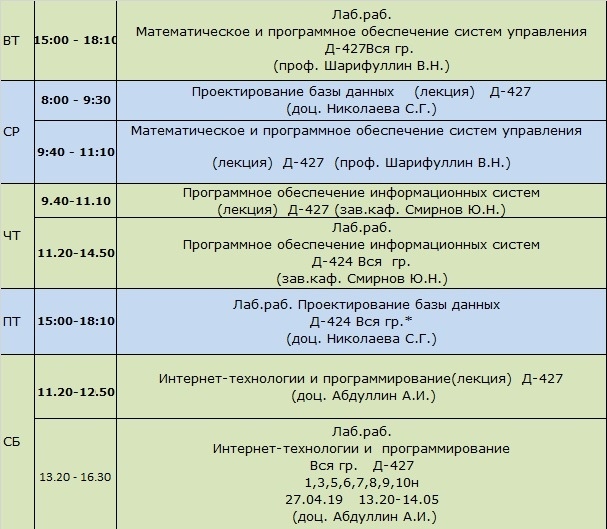 ВТ
15:00 - 18:10
Лаб.раб.
Математическое и программное обеспечение систем управления
Д-427Вся гр.
(проф. Шарифуллин В.Н.)
СР
8:00 - 9:30
Проектирование базы данных (лекция) Д-427
(доц. Николаева С.Г.)
9:40 - 11:10
Математическое и программное обеспечение систем управления
(лекция) Д-427 (проф. Шарифуллин В.Н.)
ЧТ
9.40-11.10
Программное обеспечение информационных систем
(лекция) Д-427 (зав.каф. Смирнов Ю.Н.)
11.20-14.50
Лаб.раб.
Программное обеспечение информационных систем
Д-424 Вся гр.
(зав.каф. Смирнов Ю.Н.)
ПТ
15:00-18:10
Лаб.раб. Проектирование базы данных
Д-424 Вся гр.*
(доц. Николаева С.Г.)
СБ
11.20-12.50
Интернет-технологии и программирование(лекция) Д-427
(доц. Абдуллин А.И.)
13.20 - 16.30
Лаб.раб.
Интернет-технологии и программирование
Вся гр. Д-427
1,3,5,6,7,8,9,10н
27.04.19 13.20-14.05
(доц. Абдуллин А.И.)